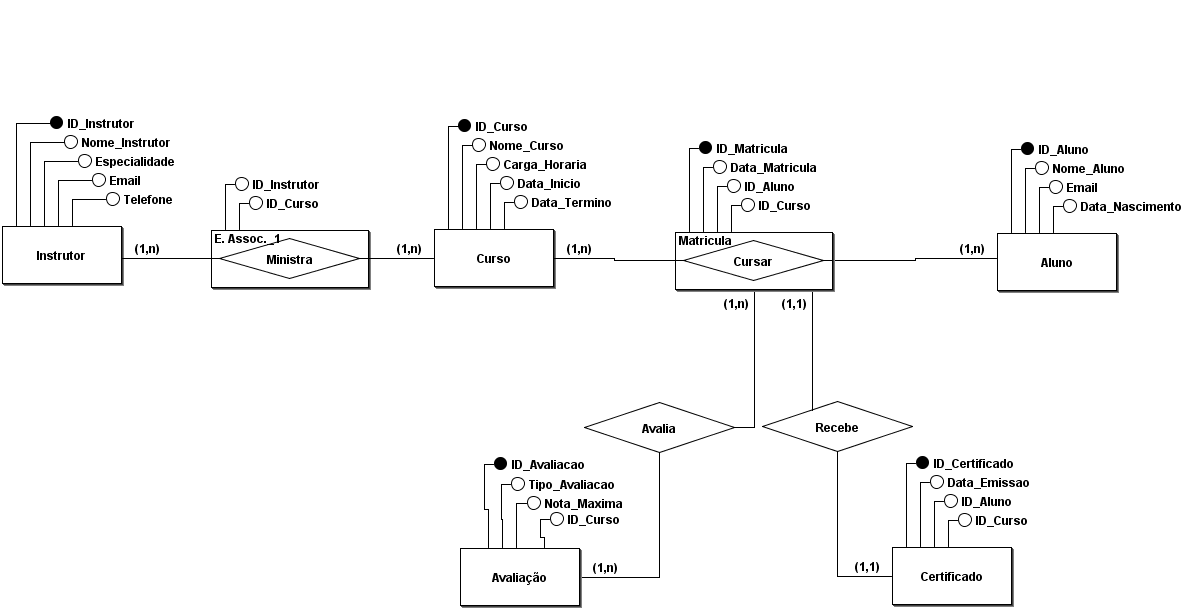 ID_Instrutor
Nome_Instrutor
Especialidade
Email
Telefone
Instrutor
(1,n)
ID_Instrutor
ID_Curso
E. Assoc._1
Ministra
(1,n)
ID_Curso
Nome_Curso
Carga_Horaria
Data_Inicio
Data_Termino
Curso
(1,n)
ID_Matricula
Data_Matricula
ID_Aluno
ID_Curso
Matricula
Cursar
(1,n)
ID_Aluno
Nome_Aluno
Email
Data_Nascimento
Aluno
(1,n)
(1,1)
Avalia
Recebe
ID_Avaliacao
Tipo_Avaliacao
Nota_Maxima
ID_Curso
Avaliação
(1,n)
ID_Certificado
Data_Emissao
ID_Aluno
ID_Curso
(1,1)
Certificado